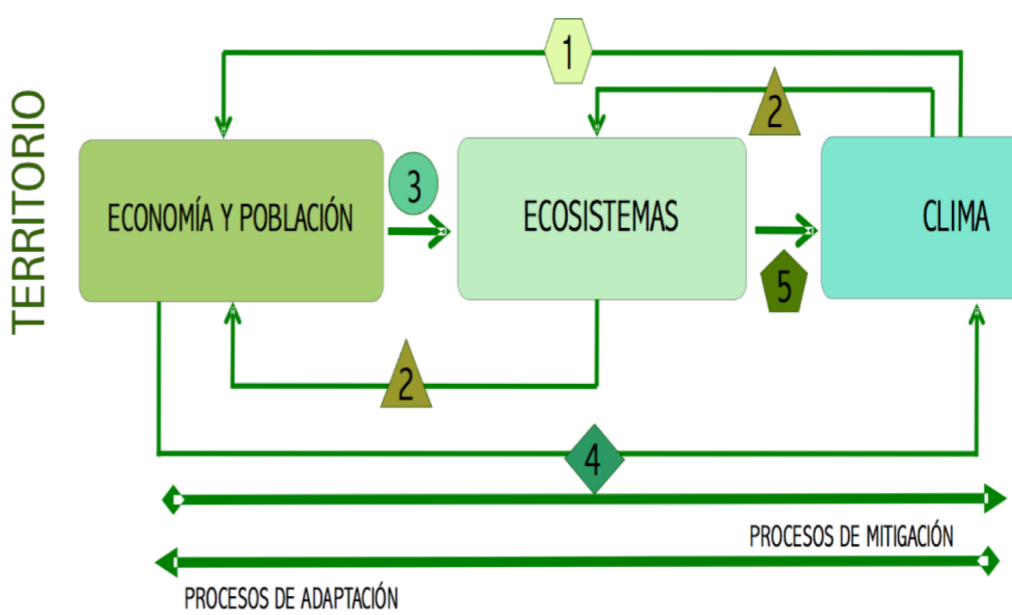 TERRITORIO
1
2
ECONOMÍA Y POBLACIÓN
3
ECOSISTEMAS
5
CLIMA
2
4
PROCESOS DE MITIGACIÓN
PROCESOS DE ADAPTACIÓN